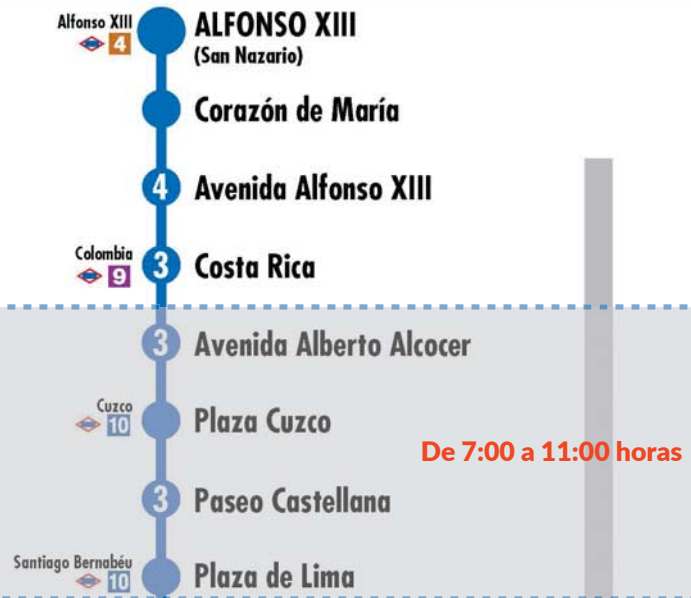 Alfonso XIII
4
ALFONSO XIII
(San Nazario)
Corazón de María
4
Avenida Alfonso XIII
Colombia
9
3
Costa Rica
3
Avenida Alberto Alcocer
Cuzco
10
Plaza Cuzco
De 7:00 a 11:00 horas
3
Paseo Castellana
Santiago Bernabéu
10
Plaza de Lima